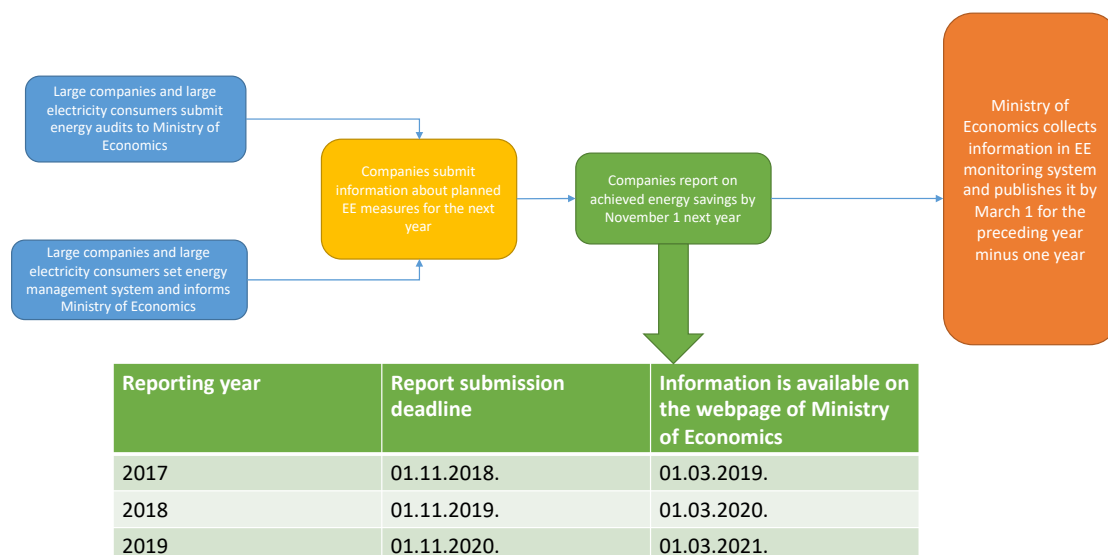 Large companies and large
electricity consumers submit
energy audits to Ministry of
Economics
Large companies and large
electricity consumers set energy
management system and informs
Ministry of Economics
Companies submit
information about planned
EE measures for the next
year
Companies report on
achieved energy savings by
November 1 next year
Ministry of
Economics collects
information in EE
monitoring system
and publishes it by
March 1 for the
preceding year
minus one year
Reporting year
Report submission
deadline
Information is available on
the webpage of Ministry
of Economics
2017 01.11.2018. 01.03.2019.
2018 01.11.2019. 01.03.2020.
2019 01.11.2020. 01.03.2021.